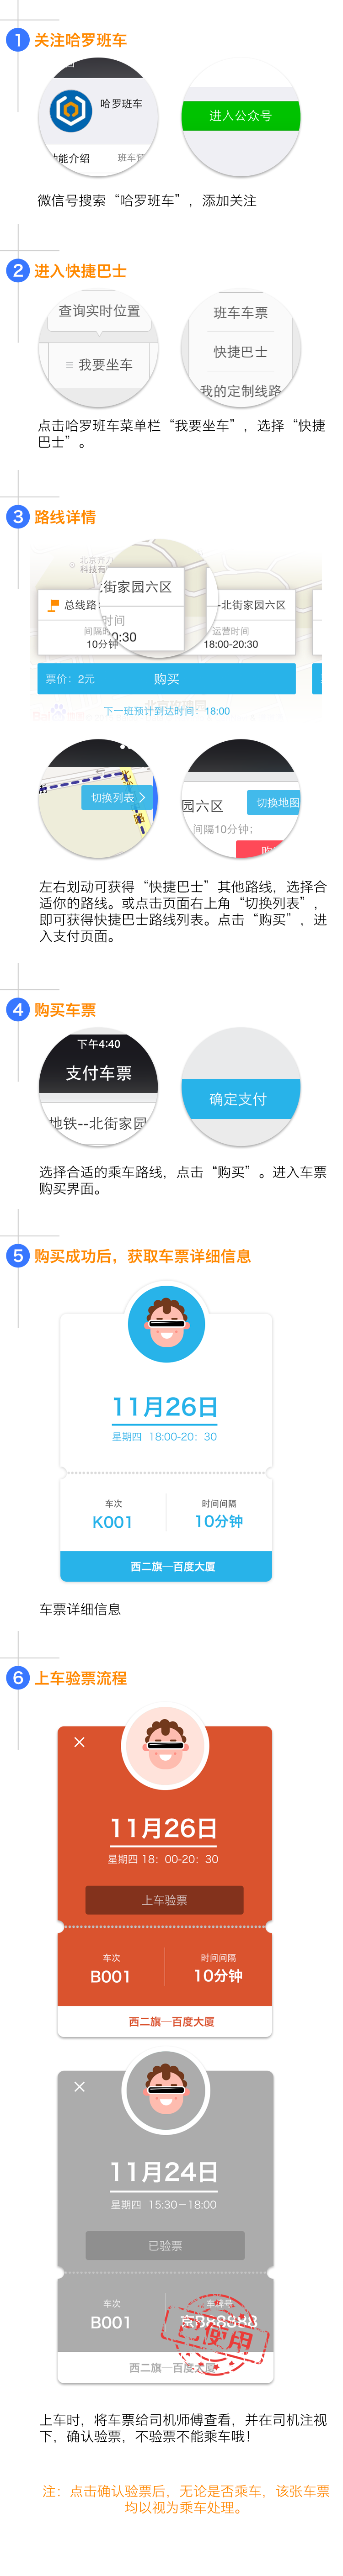 1 关注哈罗班车
哈罗班车
功能介绍 班车
进入公众号
微信号搜索“哈罗班车”，添加关注
2 进入快捷巴士
查询实时位置
我要坐车
班车车票
快捷巴士
我的定制线路
点击哈罗班车菜单栏“我要坐车”，选择“快捷
巴士”。
3 路线详情
总线路：
北街家园六区
--北街家园六区
时间
间隔时
0:30
运营时间
10分钟
18:00-20:30
票价：2元 购买
下一班预计到达时间：18:00
切换列表
园六区
切换地图
间隔10分钟;
购
左右划动可获得“快捷巴士”其他路线，选择合
适你的路线。或点击页面右上角“切换列表”，
即可获得快捷巴士路线列表。点击“购买”，进
入支付页面。
4 购买车票
下午4:40
支付车票
地铁--北街家园
确定支付
选择合适的乘车路线，点击“购买”。进入车票
购买界面。
5 购买成功后，获取车票详细信息
11月26日
星期四 18:00-20：30
车次 时间间隔
K001 10分钟
西二旗—百度大厦
车票详细信息
6 上车验票流程
11月26日
星期四 18：00-20：30
上车验票
车次 时间间隔
B001 10分钟
西二旗—百度大厦
11月24日
星期四 15:30－18:00
已验票
车次 车牌号
B001 京B88888
已使用
西二旗—百度大厦
上车时，将车票给司机师傅查看，并在司机注视
下，确认验票，不验票不能乘车哦！
注：点击确认验票后，无论是否乘车，该张车票
均以视为乘车处理。